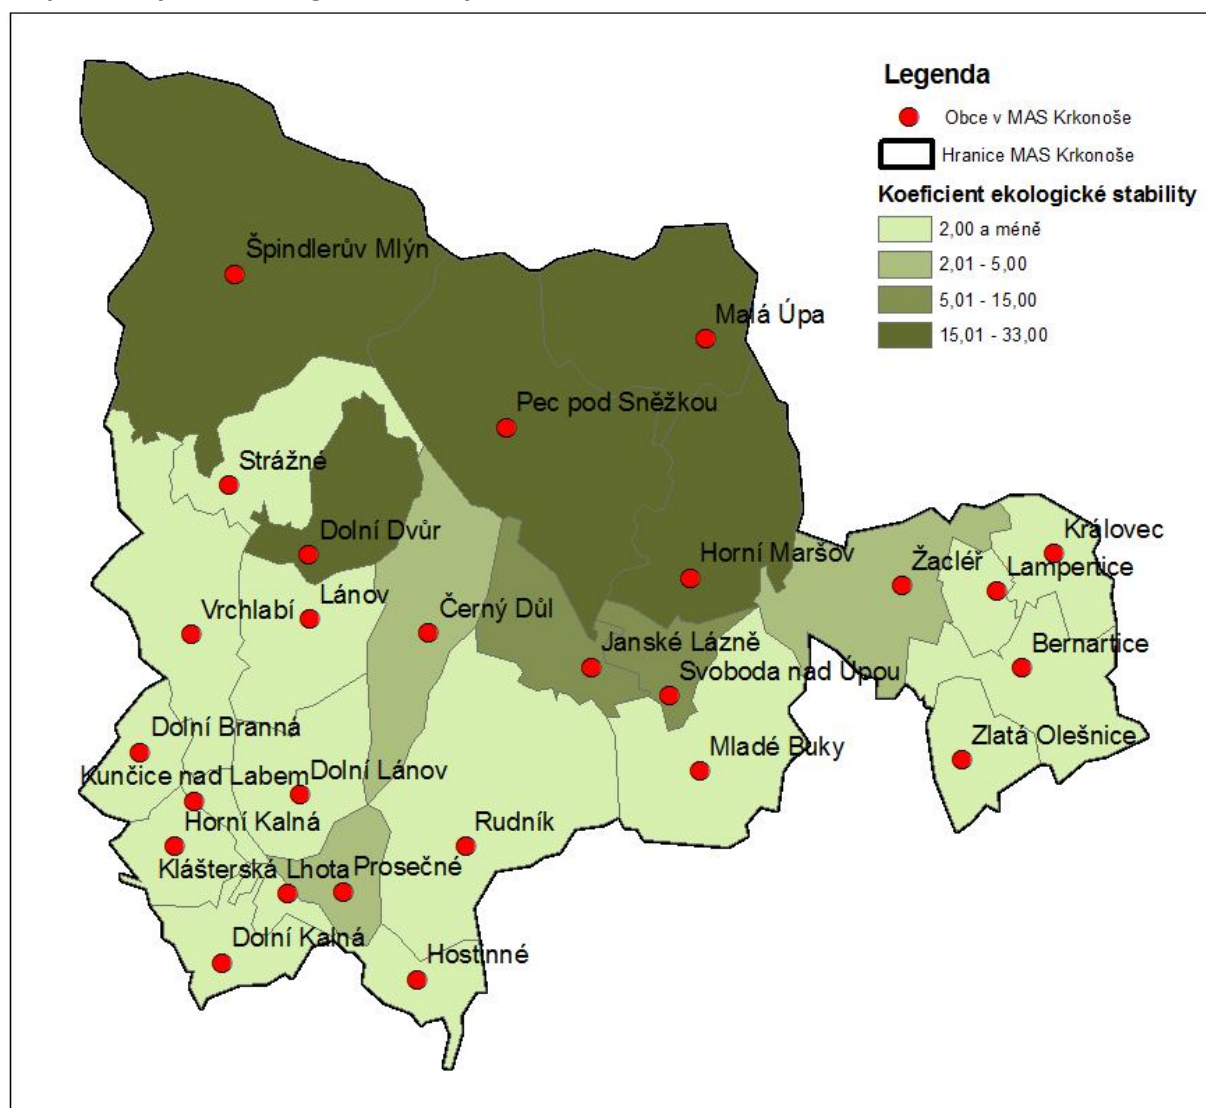 Legenda
Obce v MAS Krkonoše
Hranice MAS Krkonoše
Koeficient ekologické stability
2,00 a méně
2,01 - 5,00
5,01 - 15,00
15,01 - 33,00
Špindlerův Mlýn
Malá Úpa
Pec pod Sněžkou
Strážné
Dolní Dvůr
Horní Maršov
Žacléř
Královec
Lampertice
Lánov
Vrchlabí
Černý Důl
Janské Lázně
Bernartice
Svoboda nad Úpou
Dolní Branná
Mladé Buky
Zlatá Olešnice
Kunčice nad Labem
Dolní Lánov
Horní Kalná
Rudník
Klášterská Lhota
Prosečné
Dolní Kalná
Hostinné